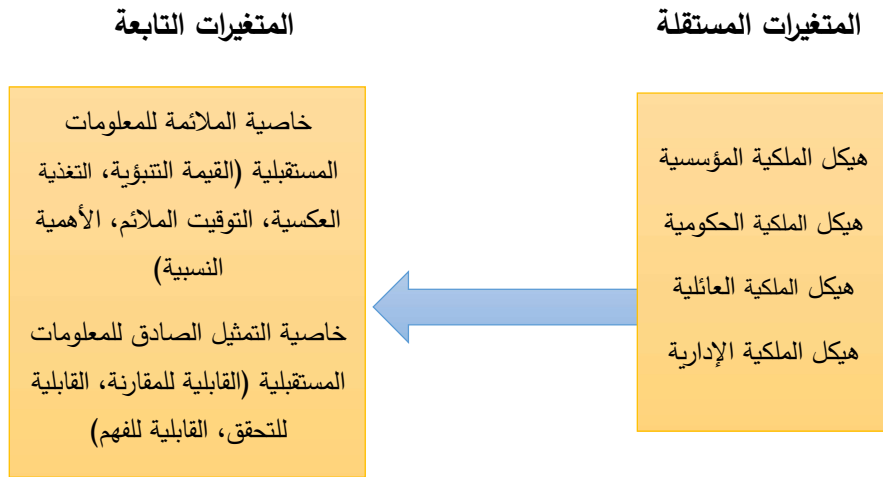 المتغيرات المستقلة
هيكل الملكية المؤسسية
هيكل الملكية الحكومية
هيكل الملكية العائلية
هيكل الملكية الإدارية
المتغيرات التابعة
خاصية الملائمة للمعلومات
المستقبلية (القيمة التنبؤية، التغذية
العكسية، التوقيت الملائم، الأهمية
النسبية)
خاصية التمثيل الصادق للمعلومات
المستقبلية (القابلية للمقارنة، القابلية
للتحقق، القابلية للفهم)